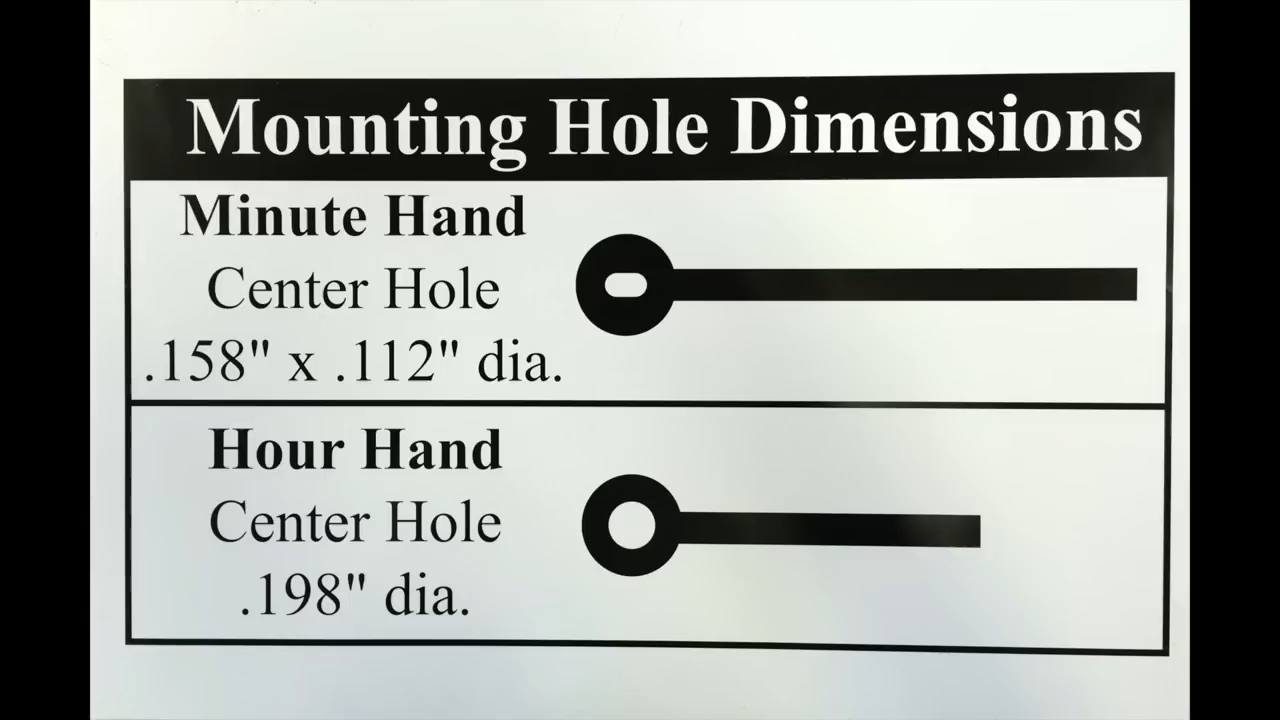 Mounting Hole Dimensions
Minute Hand
Center Hole
.158" x .112" dia.
Hour Hand
Center Hole
.198" dia.